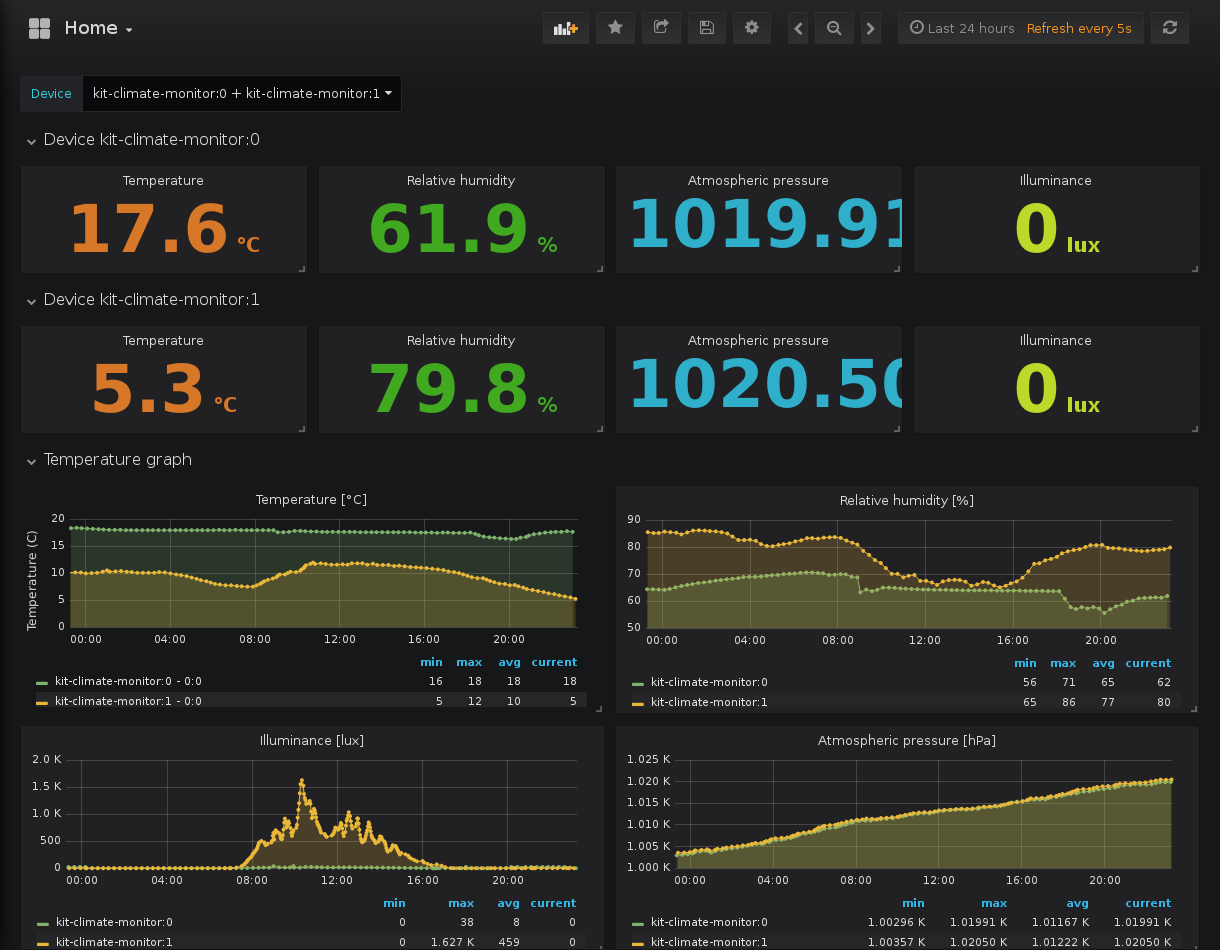 Home
Last 24 hours Refresh every 5s
Device kit-climate-monitor:0 + kit-climate-monitor:1
Device kit-climate-monitor:0
Temperature Relative humidity Atmospheric pressure Illuminance
17.6 °C 61.9 % 1019.91 0 lux
Device kit-climate-monitor:1
Temperature Relative humidity Atmospheric pressure Illuminance
5.3 °C 79.8 % 1020.50 0 lux
Temperature graph
Temperature [°C]
Temperature (C)
20
15
10
5
0
00:00 04:00 08:00 12:00 16:00 20:00
min max avg current
kit-climate-monitor:0 - 0:0 16 18 18 18
kit-climate-monitor:1 - 0:0 5 12 10 5
Relative humidity [%]
90
80
70
60
50
00:00 04:00 08:00 12:00 16:00 20:00
min max avg current
kit-climate-monitor:0 56 71 65 62
kit-climate-monitor:1 65 86 77 80
Illuminance [lux]
2.0 K
1.5 K
1.0 K
500
0
00:00 04:00 08:00 12:00 16:00 20:00
min max avg current
kit-climate-monitor:0 0 38 8 0
kit-climate-monitor:1 0 1.627 K 459 0
Atmospheric pressure [hPa]
1.025 K
1.020 K
1.015 K
1.010 K
1.005 K
1.000 K
00:00 04:00 08:00 12:00 16:00 20:00
min max avg current
kit-climate-monitor:0 1.00296 K 1.01991 K 1.01167 K 1.01991 K
kit-climate-monitor:1 1.00357 K 1.02050 K 1.01222 K 1.02050 K